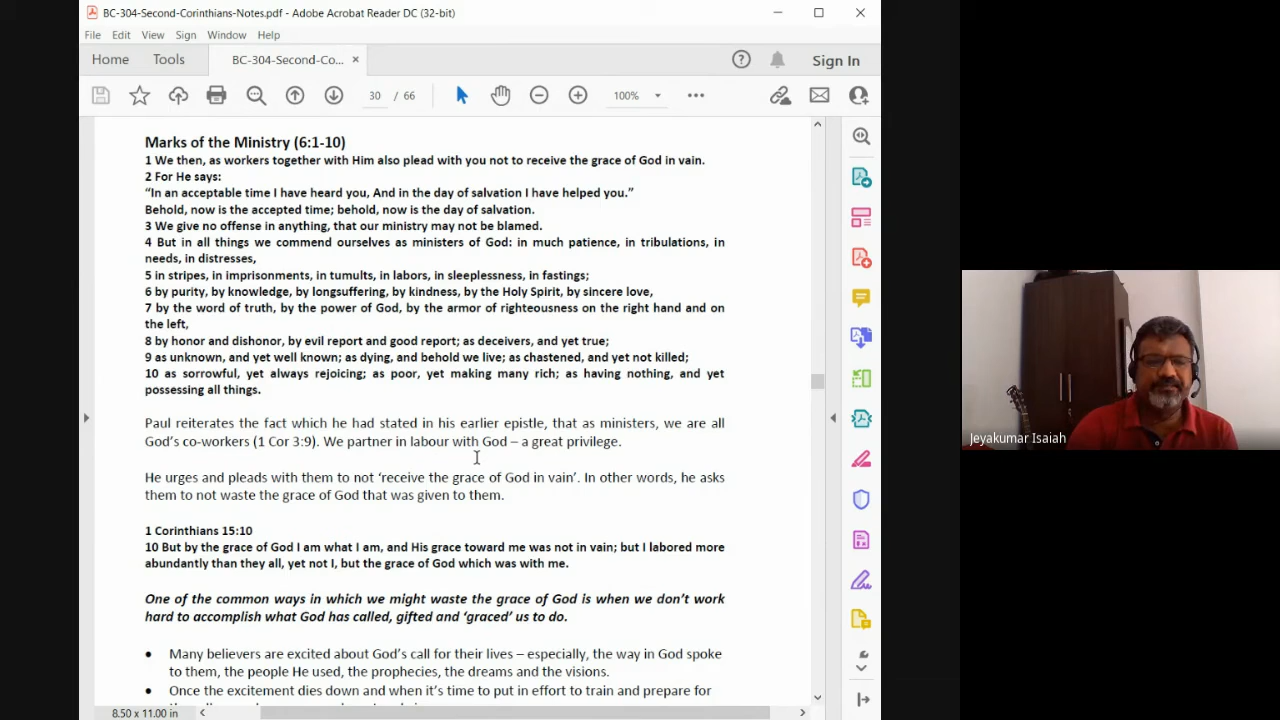 BC-304-Second-Corinthians-Notes.pdf - Adobe Acrobat Reader DC (32-bit)
File Edit View Sign Window Help
Home Tools BC-304-Second-Co... × Sign In
30 / 66 100%
Marks of the Ministry (6:1-10)
1 We then, as workers together with Him also plead with you not to receive the grace of God in vain.
2 For He says:
“In an acceptable time I have heard you, And in the day of salvation I have helped you.”
Behold, now is the accepted time; behold, now is the day of salvation.
3 We give no offense in anything, that our ministry may not be blamed.
4 But in all things we commend ourselves as ministers of God: in much patience, in tribulations, in
needs, in distresses,
5 in stripes, in imprisonments, in tumults, in labors, in sleeplessness, in fastings;
6 by purity, by knowledge, by longsuffering, by kindness, by the Holy Spirit, by sincere love,
7 by the word of truth, by the power of God, by the armor of righteousness on the right hand and on
the left,
8 by honor and dishonor, by evil report and good report; as deceivers, and yet true;
9 as unknown, and yet well known; as dying, and behold we live; as chastened, and yet not killed;
10 as sorrowful, yet always rejoicing; as poor, yet making many rich; as having nothing, and yet
possessing all things.
Paul reiterates the fact which he had stated in his earlier epistle, that as ministers, we are all
God’s co-workers (1 Cor 3:9). We partner in labour with God – a great privilege.
He urges and pleads with them to not ‘receive the grace of God in vain’. In other words, he asks
them to not waste the grace of God that was given to them.
1 Corinthians 15:10
10 But by the grace of God I am what I am, and His grace toward me was not in vain; but I labored more
abundantly than they all, yet not I, but the grace of God which was with me.
One of the common ways in which we might waste the grace of God is when we don’t work
hard to accomplish what God has called, gifted and ‘graced’ us to do.
• Many believers are excited about God’s call for their lives – especially, the way in God spoke
to them, the people He used, the prophecies, the dreams and the visions.
• Once the excitement dies down and when it’s time to put in effort to train and prepare for
8.50 x 11.00 in
Jeyakumar Isaiah